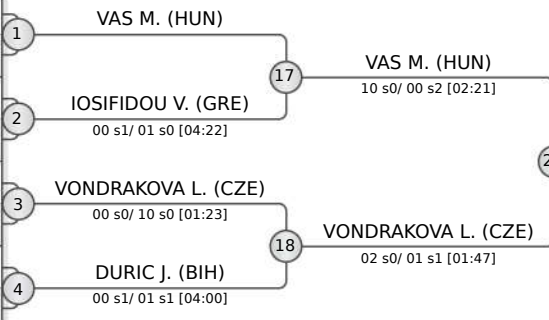 VAS M. (HUN)
1
17
VAS M. (HUN)
10 s0/ 00 s2 [02:21]
IOSIFIDOU V. (GRE)
2
00 s1/ 01 s0 [04:22]
VONDRAKOVA L. (CZE)
3
00 s0/ 10 s0 [01:23]
18
VONDRAKOVA L. (CZE)
02 s0/ 01 s1 [01:47]
DURIC J. (BIH)
4
00 s1/ 01 s1 [04:00]